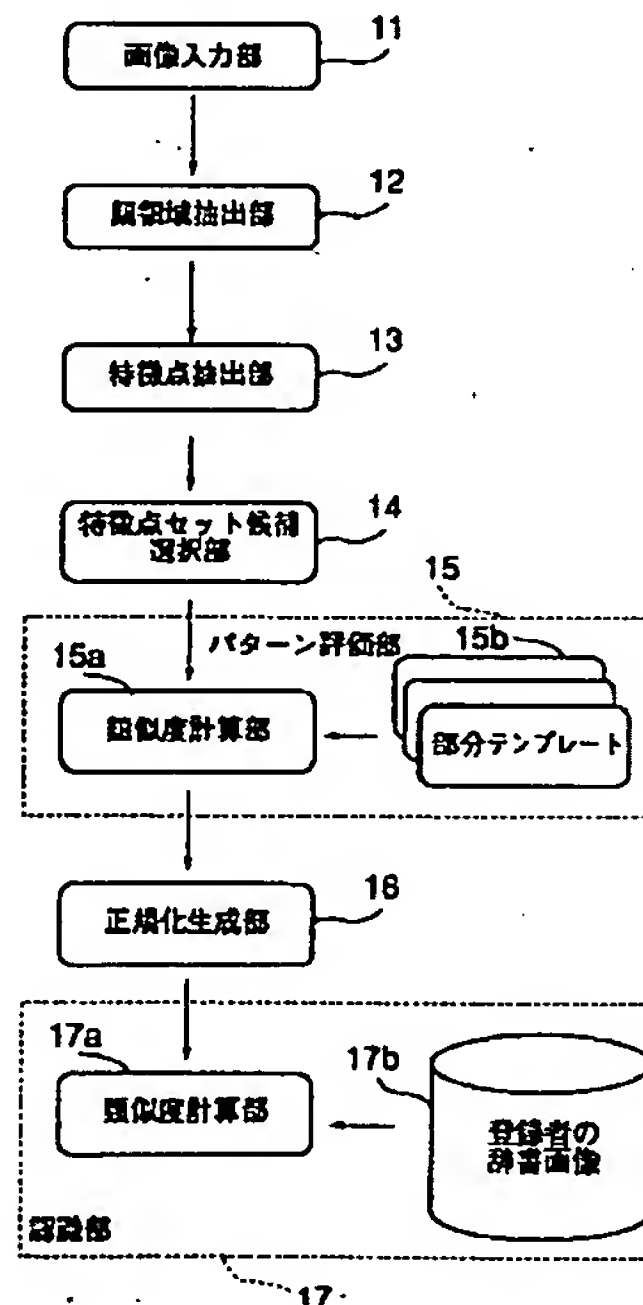 11
画像入力部
12
顔領域抽出部
13
特徴点抽出部
14
特徴点セット候補
選択部
15
パターン評価部
15a
15b
類似度計算部
部分テンプレート
16
正規化生成部
17a
17b
類似度計算部
登録者の
辞書画像
認識部
17